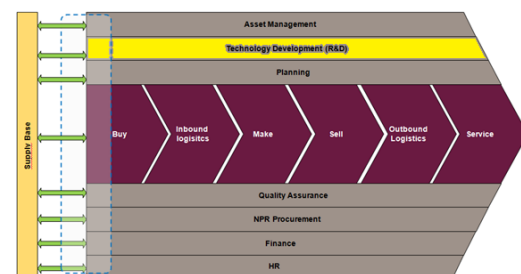 Asset Management
Technology Development (R&D)
Planning
Supply Base
Buy
Inbound
logisitcs
Make
Sell
Outbound
Logistics
Service
Quality Assurance
NPR Procurement
Finance
HR